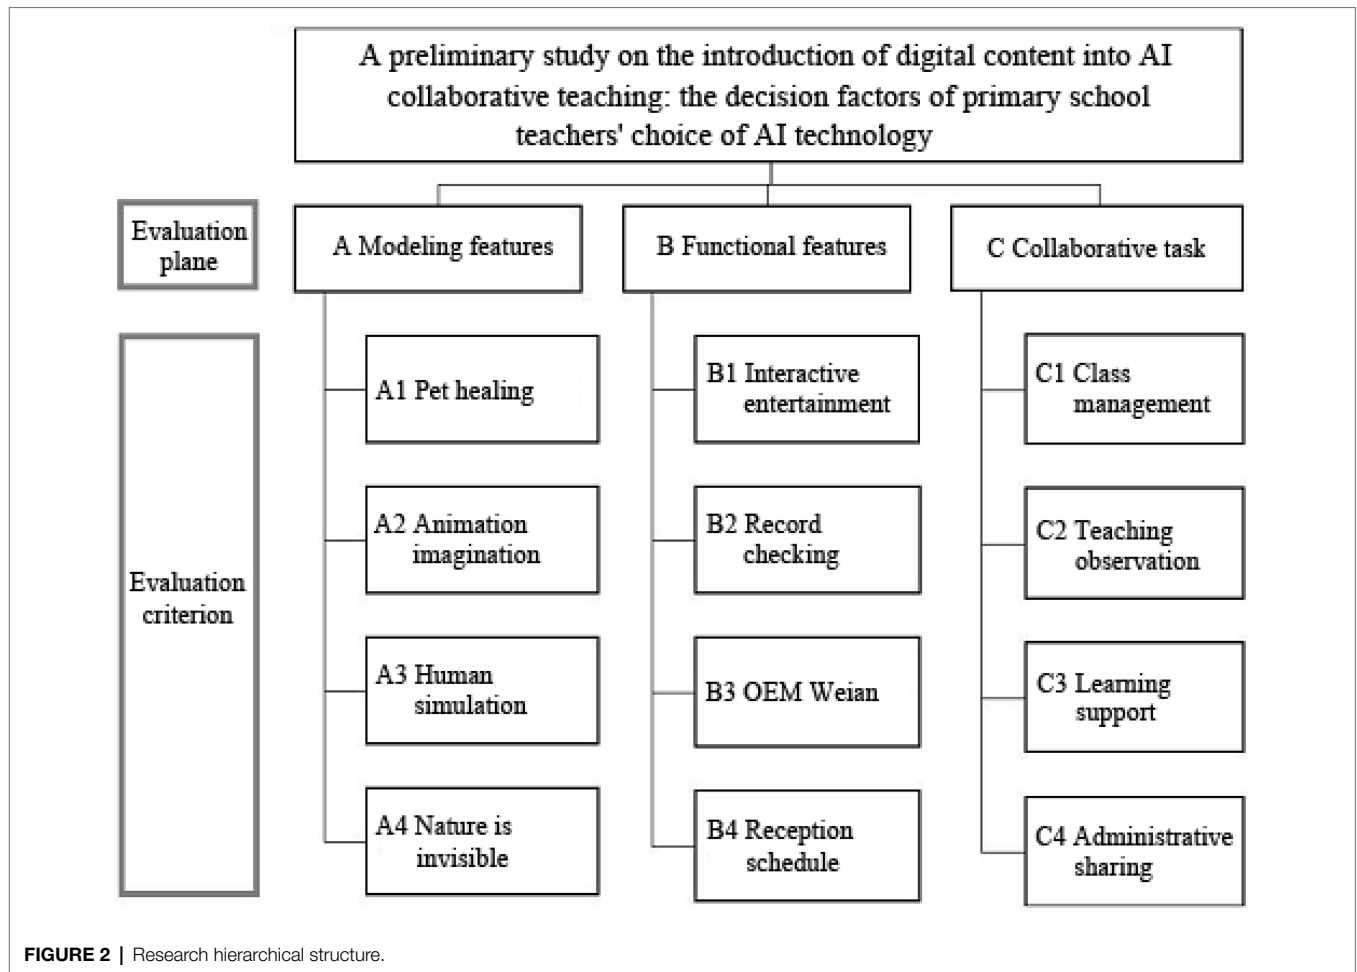 A preliminary study on the introduction of digital content into AI
collaborative teaching: the decision factors of primary school
teachers' choice of AI technology
Evaluation
plane
A Modeling features
B Functional features
C Collaborative task
Evaluation
criterion
A1 Pet healing
A2 Animation
imagination
A3 Human
simulation
A4 Nature is
invisible
B1 Interactive
entertainment
B2 Record
checking
B3 OEM Weian
B4 Reception
schedule
C1 Class
management
C2 Teaching
observation
C3 Learning
support
C4 Administrative
sharing
FIGURE 2 | Research hierarchical structure.